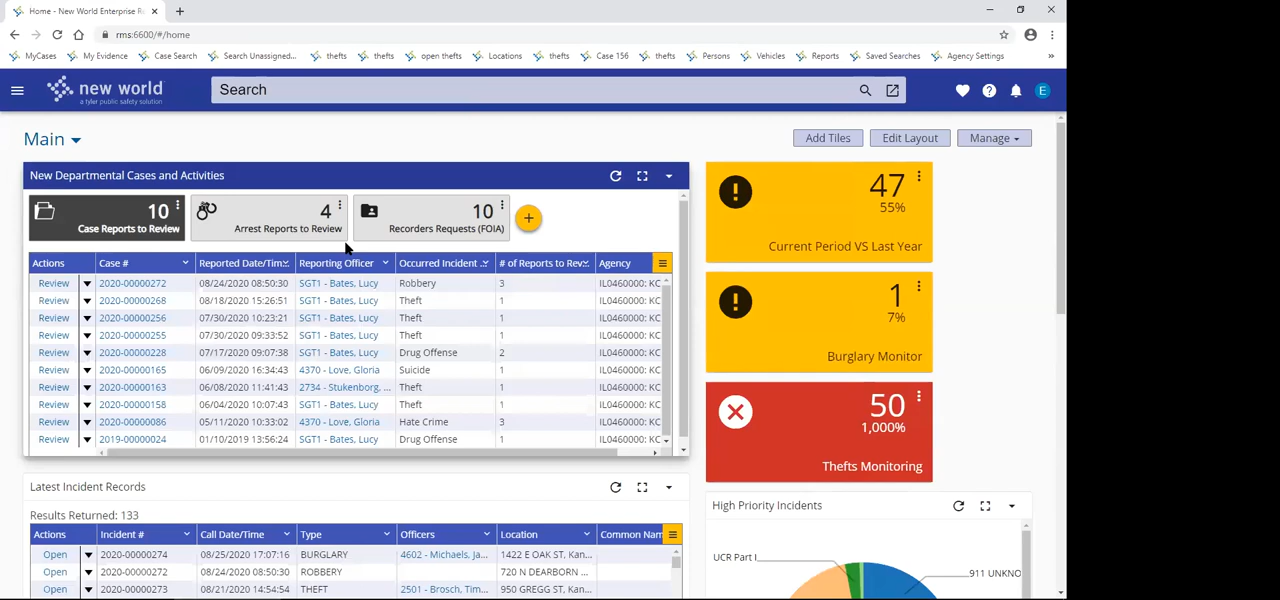 Home - New World Enterprise R
rms:6600/#/home
MyCases My Evidence Case Search Search Unassigned... thefts thefts open thefts Locations thefts Case 156 thefts Persons Vehicles Reports Saved Searches Agency Settings »
new world Search E
a tyler public safety solution
Main Add Tiles Edit Layout Manage
New Departmental Cases and Activities
10 4 10 +
Case Reports to Review Arrest Reports to Review Recorders Requests (FOIA)
Actions Case # Reported Date/Tim... Reporting Officer Occurred Incident ... # of Reports to Rev... Agency
Review 2020-00000272 08/24/2020 08:50:30 SGT1 - Bates, Lucy Robbery 3 IL0460000: KC
Review 2020-00000268 08/18/2020 15:26:51 SGT1 - Bates, Lucy Theft 1 IL0460000: KC
Review 2020-00000256 07/30/2020 10:23:21 SGT1 - Bates, Lucy Theft 1 IL0460000: KC
Review 2020-00000255 07/30/2020 09:33:52 SGT1 - Bates, Lucy Theft 1 IL0460000: KC
Review 2020-00000228 07/17/2020 09:07:38 SGT1 - Bates, Lucy Drug Offense 2 IL0460000: KC
Review 2020-00000165 06/09/2020 16:34:43 4370 - Love, Gloria Suicide 1 IL0460000: KC
Review 2020-00000163 06/08/2020 11:41:43 2734 - Stukenborg, ... Theft 1 IL0460000: KC
Review 2020-00000158 06/04/2020 10:07:43 SGT1 - Bates, Lucy Theft 1 IL0460000: KC
Review 2020-00000086 05/11/2020 10:33:02 4370 - Love, Gloria Hate Crime 3 IL0460000: KC
Review 2019-00000024 01/10/2019 13:56:24 SGT1 - Bates, Lucy Theft 1 IL0460000: KC
47
55%
Current Period VS Last Year
1
7%
Burglary Monitor
50
1,000%
Thefts Monitoring
Latest Incident Records
Results Returned: 133
Actions Incident # Call Date/Time Type Officers Location Common Nam
Open 2020-00000274 08/25/2020 17:07:16 BURGLARY 4602 - Michaels, Ja... 1422 E OAK ST, Kan...
Open 2020-00000272 08/24/2020 08:50:30 ROBBERY 720 N DEARBORN ...
Open 2020-00000273 08/21/2020 14:54:54 THEFT 2501 - Brosch, Tim... 950 GREGG ST, Kan...
High Priority Incidents
UCR Part I
911 UNKNO